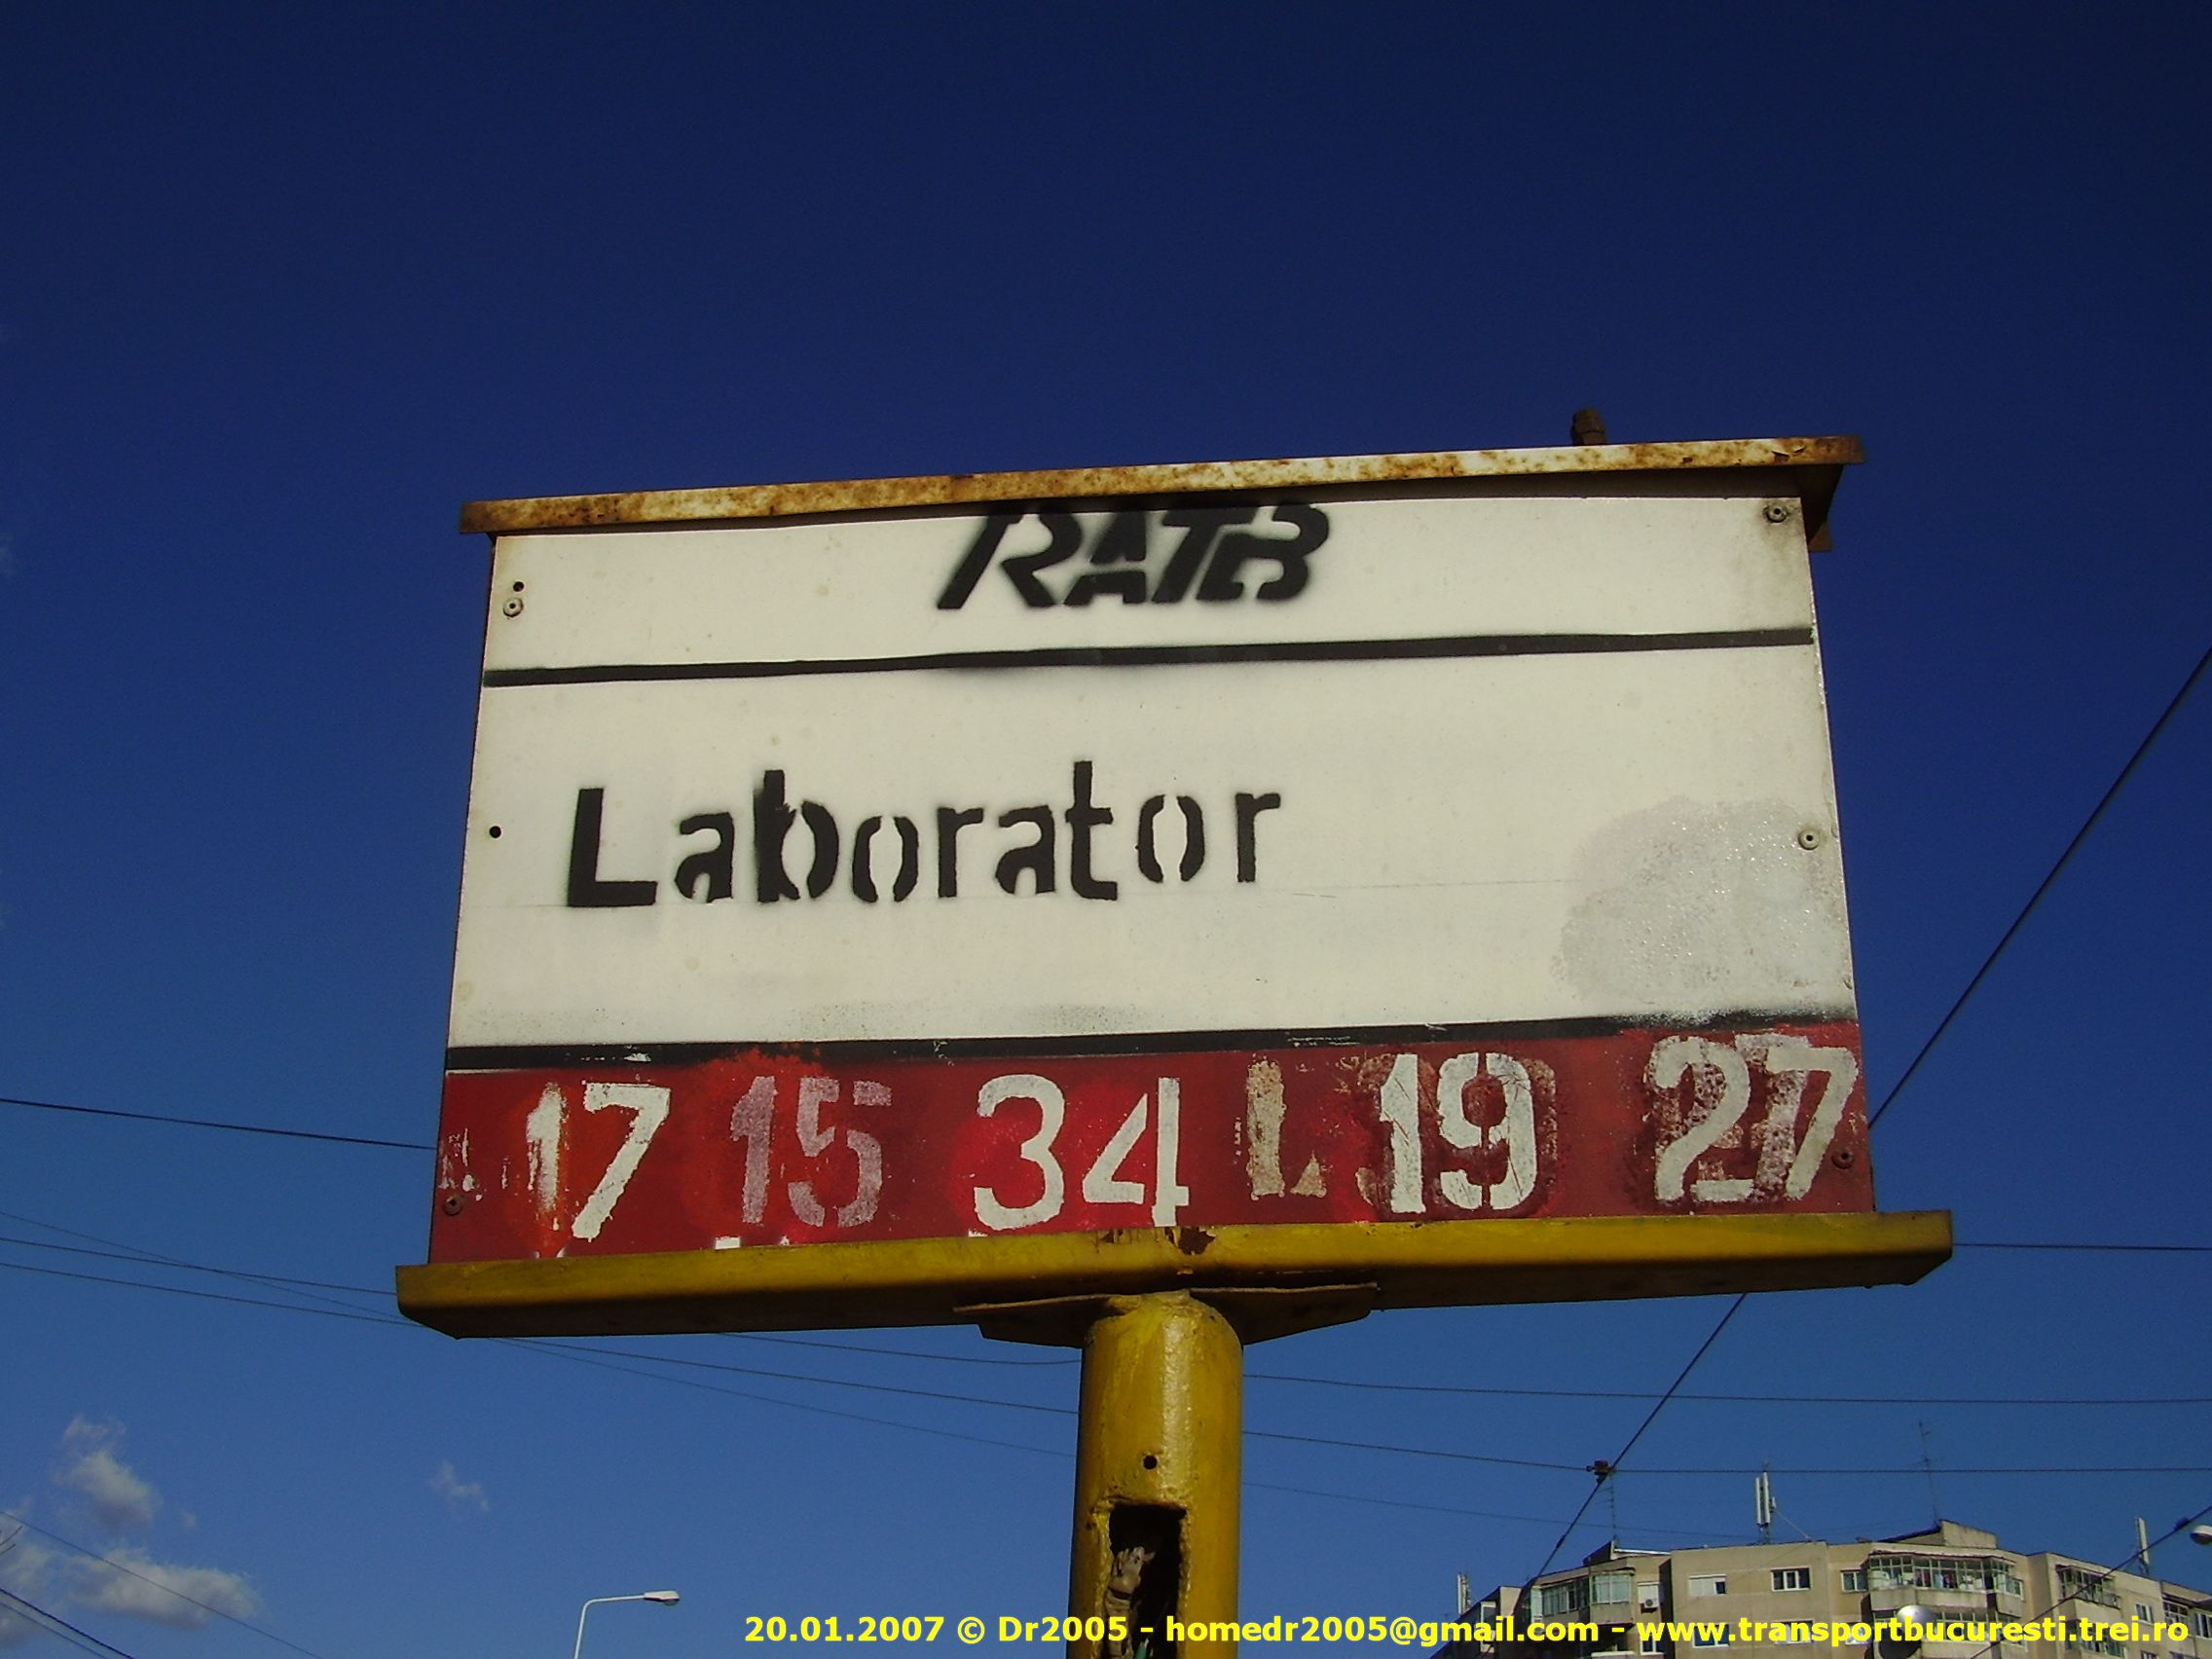 RATB
Laborator
17 15 34 19 27
20.01.2007 © Dr2005 - homedr2005@gmail.com - www.transportbucuresti.trei.ro